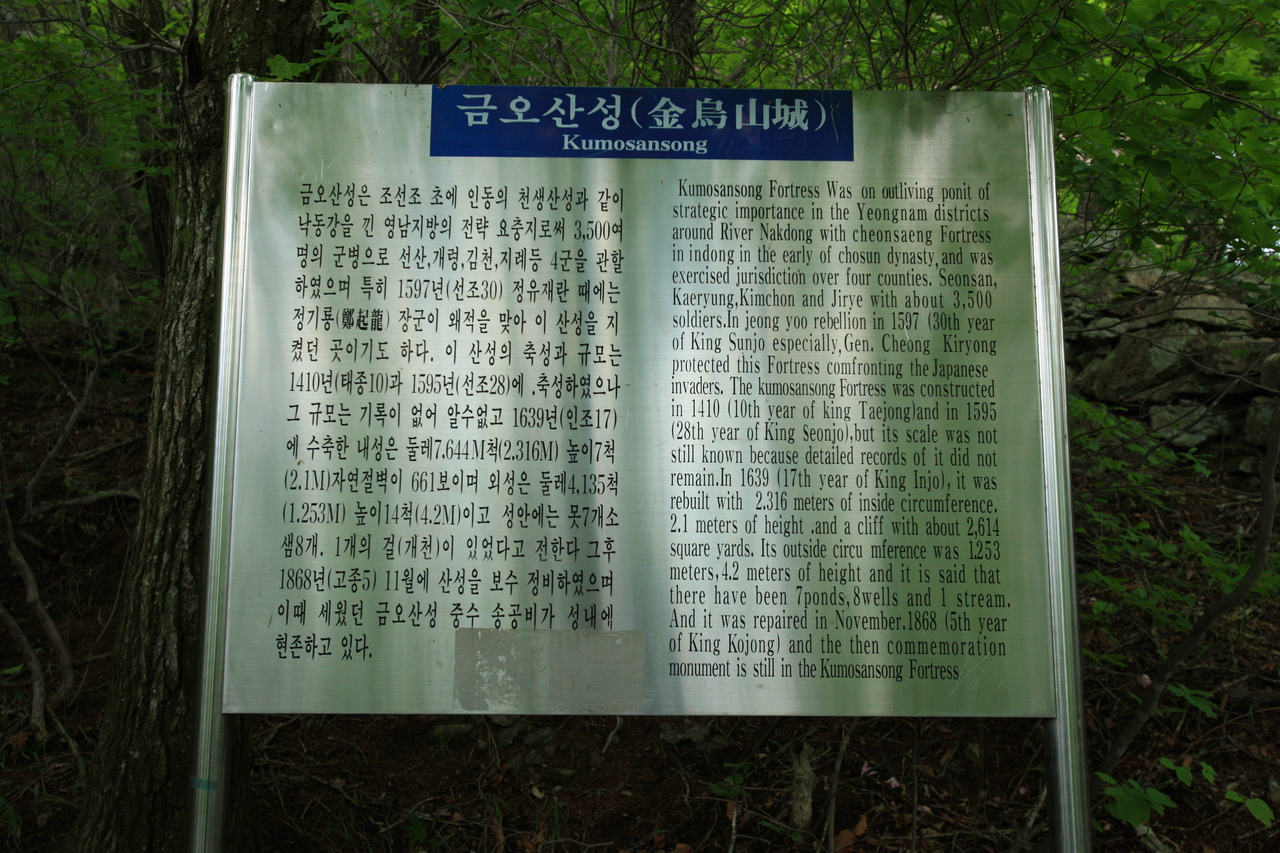 금오산성(金烏山城)
Kumosansong
금오산성은 조선조 초에 인동의 천생산성과 같이
낙동강을 낀 영남지방의 전략 요충지로써 3,500여
명의 군병으로 선산,개령,김천,지례등 4군을 관할
하였으며 특히 1597년(선조30) 정유재란 때에는
정기룡(鄭起龍) 장군이 왜적을 맞아 이 산성을 지
켰던 곳이기도 하다. 이 산성의 축성과 규모는
1410년(태종10)과 1595년(선조28)에 .축성하였으나
그 규모는 기록이 없어 알수없고 1639년(인조17)
에 수축한 내성은 둘레7.644M척(2.316M) 높이7척
(2.1M)자연절벽이 661보이며 외성은 둘레4,135척
(1.253M) 높이14척(4.2M)이고 성안에는 못7개소
샘8개. 1개의 걸(개천)이 있었다고 전한다 그후
1868년(고종5) 11월에 산성을 보수 정비하였으며
이때 세웠던 금오산성 중수 송공비가 성내에
현존하고 있다.
Kumosansong Fortress Was on outliving ponit of
strategic importance in the Yeongnam districts
around River Nakdong with cheonsaeng Fortress
in indong in the early of chosun dynasty, and was
exercised jurisdiction over four counties. Seonsan,
Kaeryung,Kimchon and Jirye with about 3,500
soldiers.In jeong yoo rebellion in 1597 (30th year
of King Sunjo especially, Gen. Cheong Kiryong
protected this Fortress comfronting the Japanese
invaders. The kumosansong Fortress was constructed
in 1410 (10th year of king Taejong)and in 1595
(28th year of King Seonjo),but its scale was not
still known because detailed records of it did not
remain.In 1639 (17th year of King Injo), it was
rebuilt with 2.316 meters of inside circumference.
2.1 meters of height .and a cliff with about 2,614
square yards. Its outside circu mference was 1.253
meters, 4.2 meters of height and it is said that
there have been 7ponds, 8wells and 1 stream.
And it was repaired in November.1868 (5th year
of King Kojong) and the then commemoration
monument is still in the Kumosansong Fortress